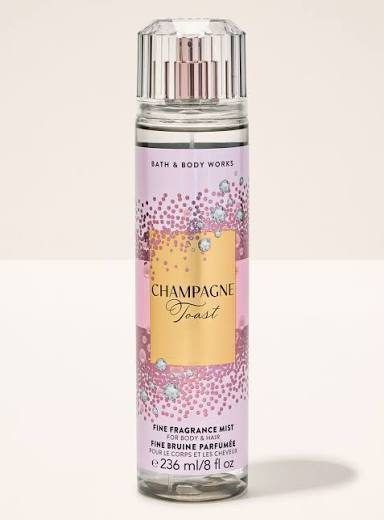 BATH & BODY WORKS
CHAMPAGNE
Toast
FINE FRAGRANCE MIST
FOR BODY & HAIR
FINE BRUINE PARFUMÉE
POUR LE CORPS ET LES CHEVEUX
℮ 236 ml/8 fl oz